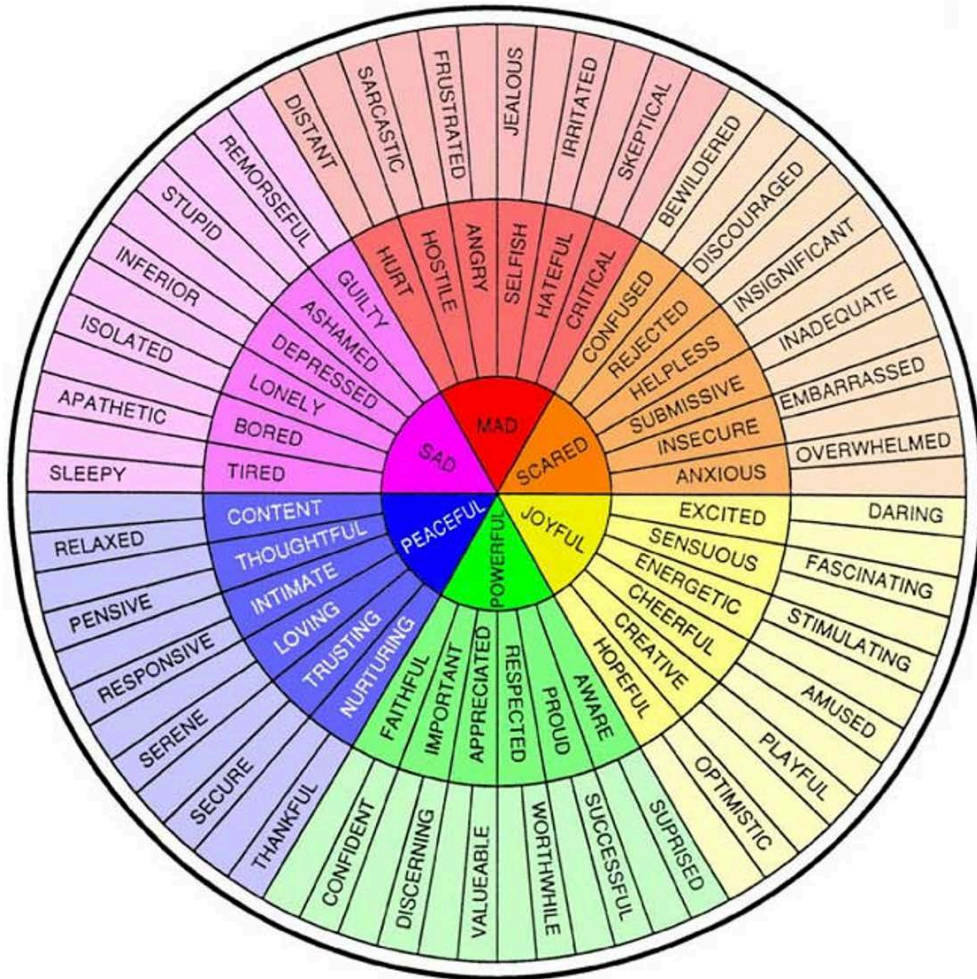 MAD
SCARED
JOYFUL
POWERFUL
PEACEFUL
SAD
HURT
HOSTILE
ANGRY
SELFISH
HATEFUL
CRITICAL
CONFUSED
REJECTED
HELPLESS
SUBMISSIVE
INSECURE
ANXIOUS
EXCITED
SENSUOUS
ENERGETIC
CHEERFUL
CREATIVE
HOPEFUL
AWARE
PROUD
RESPECTED
APPRECIATED
IMPORTANT
FAITHFUL
NURTURING
TRUSTING
LOVING
INTIMATE
THOUGHTFUL
CONTENT
TIRED
BORED
LONELY
DEPRESSED
ASHAMED
GUILTY
DISTANT
SARCASTIC
FRUSTRATED
JEALOUS
IRRITATED
SKEPTICAL
BEWILDERED
DISCOURAGED
INSIGNIFICANT
INADEQUATE
EMBARRASSED
OVERWHELMED
DARING
FASCINATING
STIMULATING
AMUSED
PLAYFUL
OPTIMISTIC
SUPRISED
SUCCESSFUL
WORTHWHILE
VALUEABLE
DISCERNING
CONFIDENT
THANKFUL
SECURE
SERENE
RESPONSIVE
PENSIVE
RELAXED
SLEEPY
APATHETIC
ISOLATED
INFERIOR
STUPID
REMORSEFUL